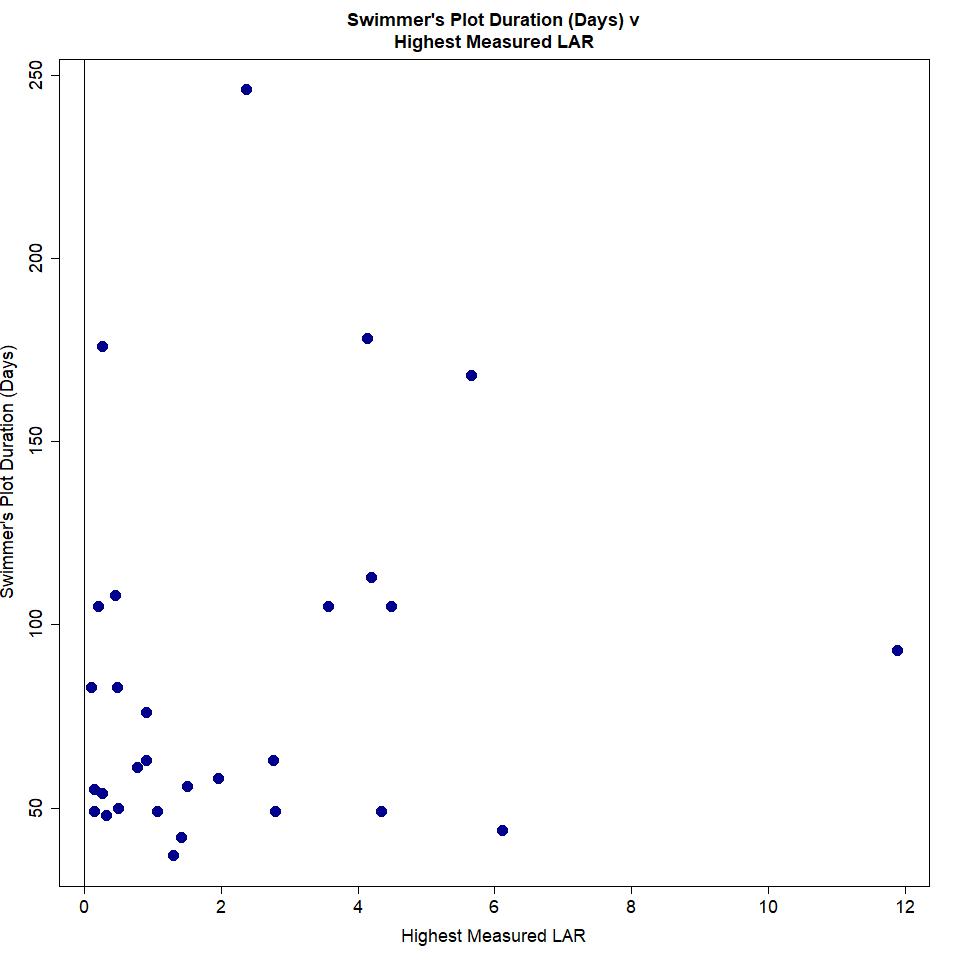 Swimmer's Plot Duration (Days) v
Highest Measured LAR
250
200
150
100
50
Swimmer's Plot Duration (Days)
0 2 4 6 8 10 12
Highest Measured LAR